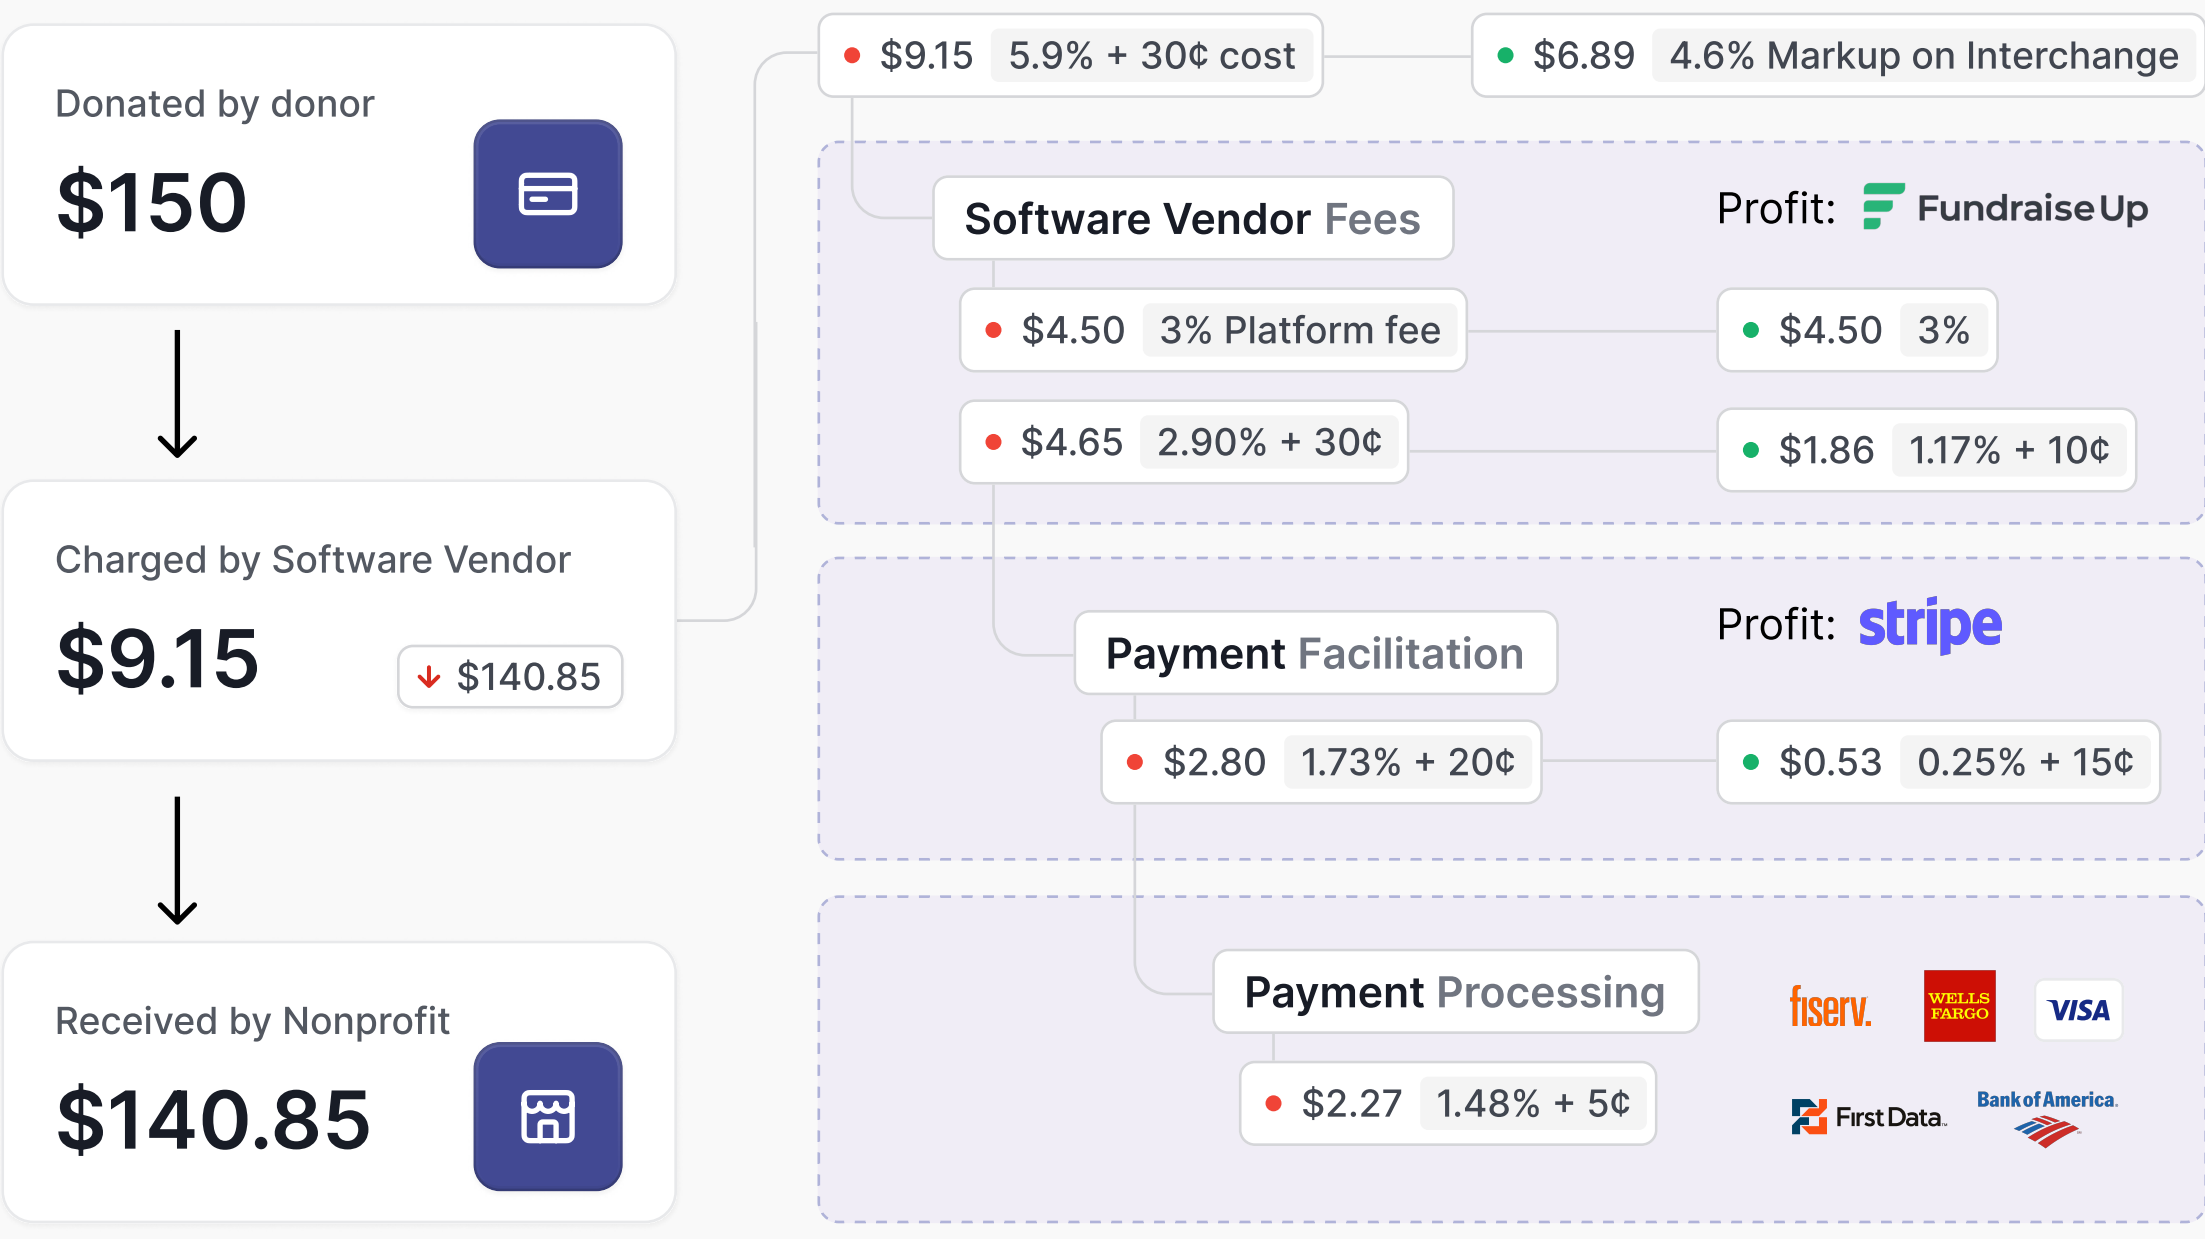 Donated by donor
$150
Charged by Software Vendor
$9.15
$140.85
Received by Nonprofit
$140.85
$9.15 5.9% + 30¢ cost
$6.89 4.6% Markup on Interchange
Software Vendor Fees
Profit: Fundraise Up
$4.50 3% Platform fee
$4.50 3%
$4.65 2.90% + 30¢
$1.86 1.17% + 10¢
Payment Facilitation
Profit: stripe
$2.80 1.73% + 20¢
$0.53 0.25% + 15¢
Payment Processing
fiserv.
WELLS
FARGO
VISA
$2.27 1.48% + 5¢
First Data
Bank of America.